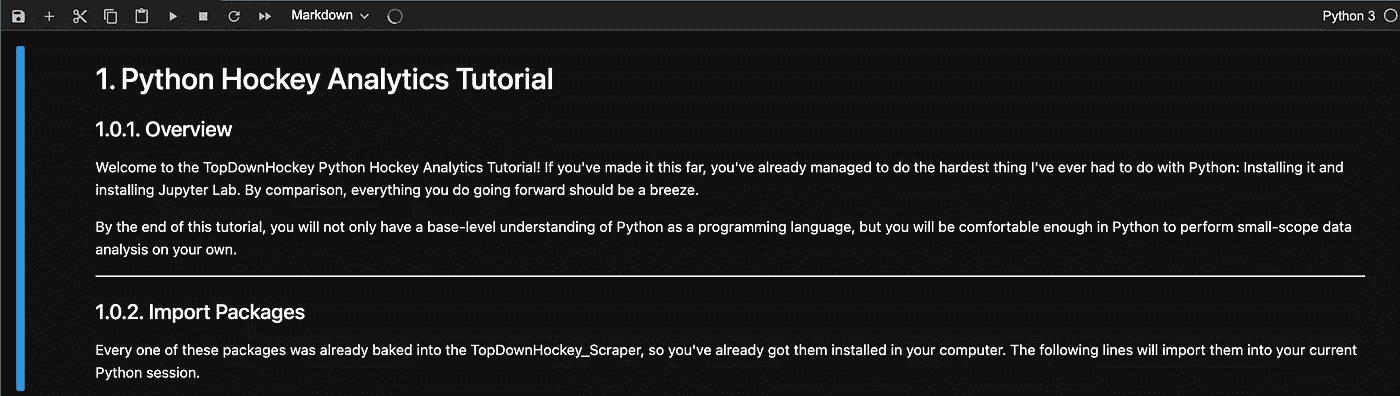 Markdown
Python 3
1. Python Hockey Analytics Tutorial
1.0.1. Overview
Welcome to the TopDownHockey Python Hockey Analytics Tutorial! If you've made it this far, you've already managed to do the hardest thing I've ever had to do with Python: Installing it and
installing Jupyter Lab. By comparison, everything you do going forward should be a breeze.
By the end of this tutorial, you will not only have a base-level understanding of Python as a programming language, but you will be comfortable enough in Python to perform small-scope data
analysis on your own.
1.0.2. Import Packages
Every one of these packages was already baked into the TopDownHockey_Scraper, so you've already got them installed in your computer. The following lines will import them into your current
Python session.